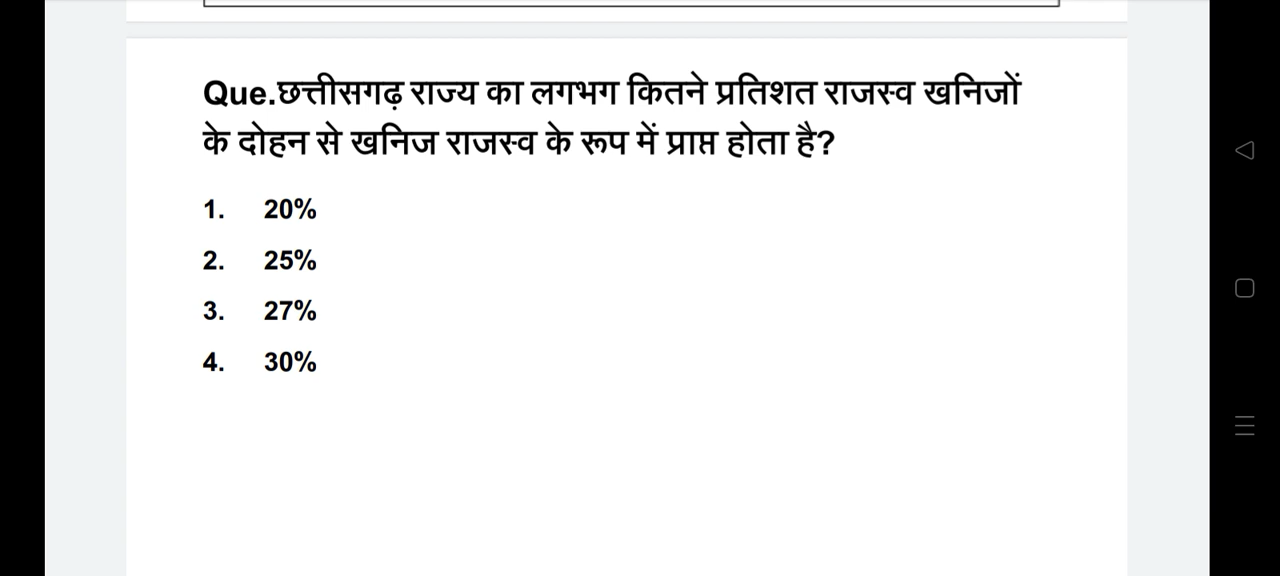 Que.छत्तीसगढ़ राज्य का लगभग कितने प्रतिशत राजस्व खनिजों
के दोहन से खनिज राजस्व के रूप में प्राप्त होता है?
1. 20%
2. 25%
3. 27%
4. 30%